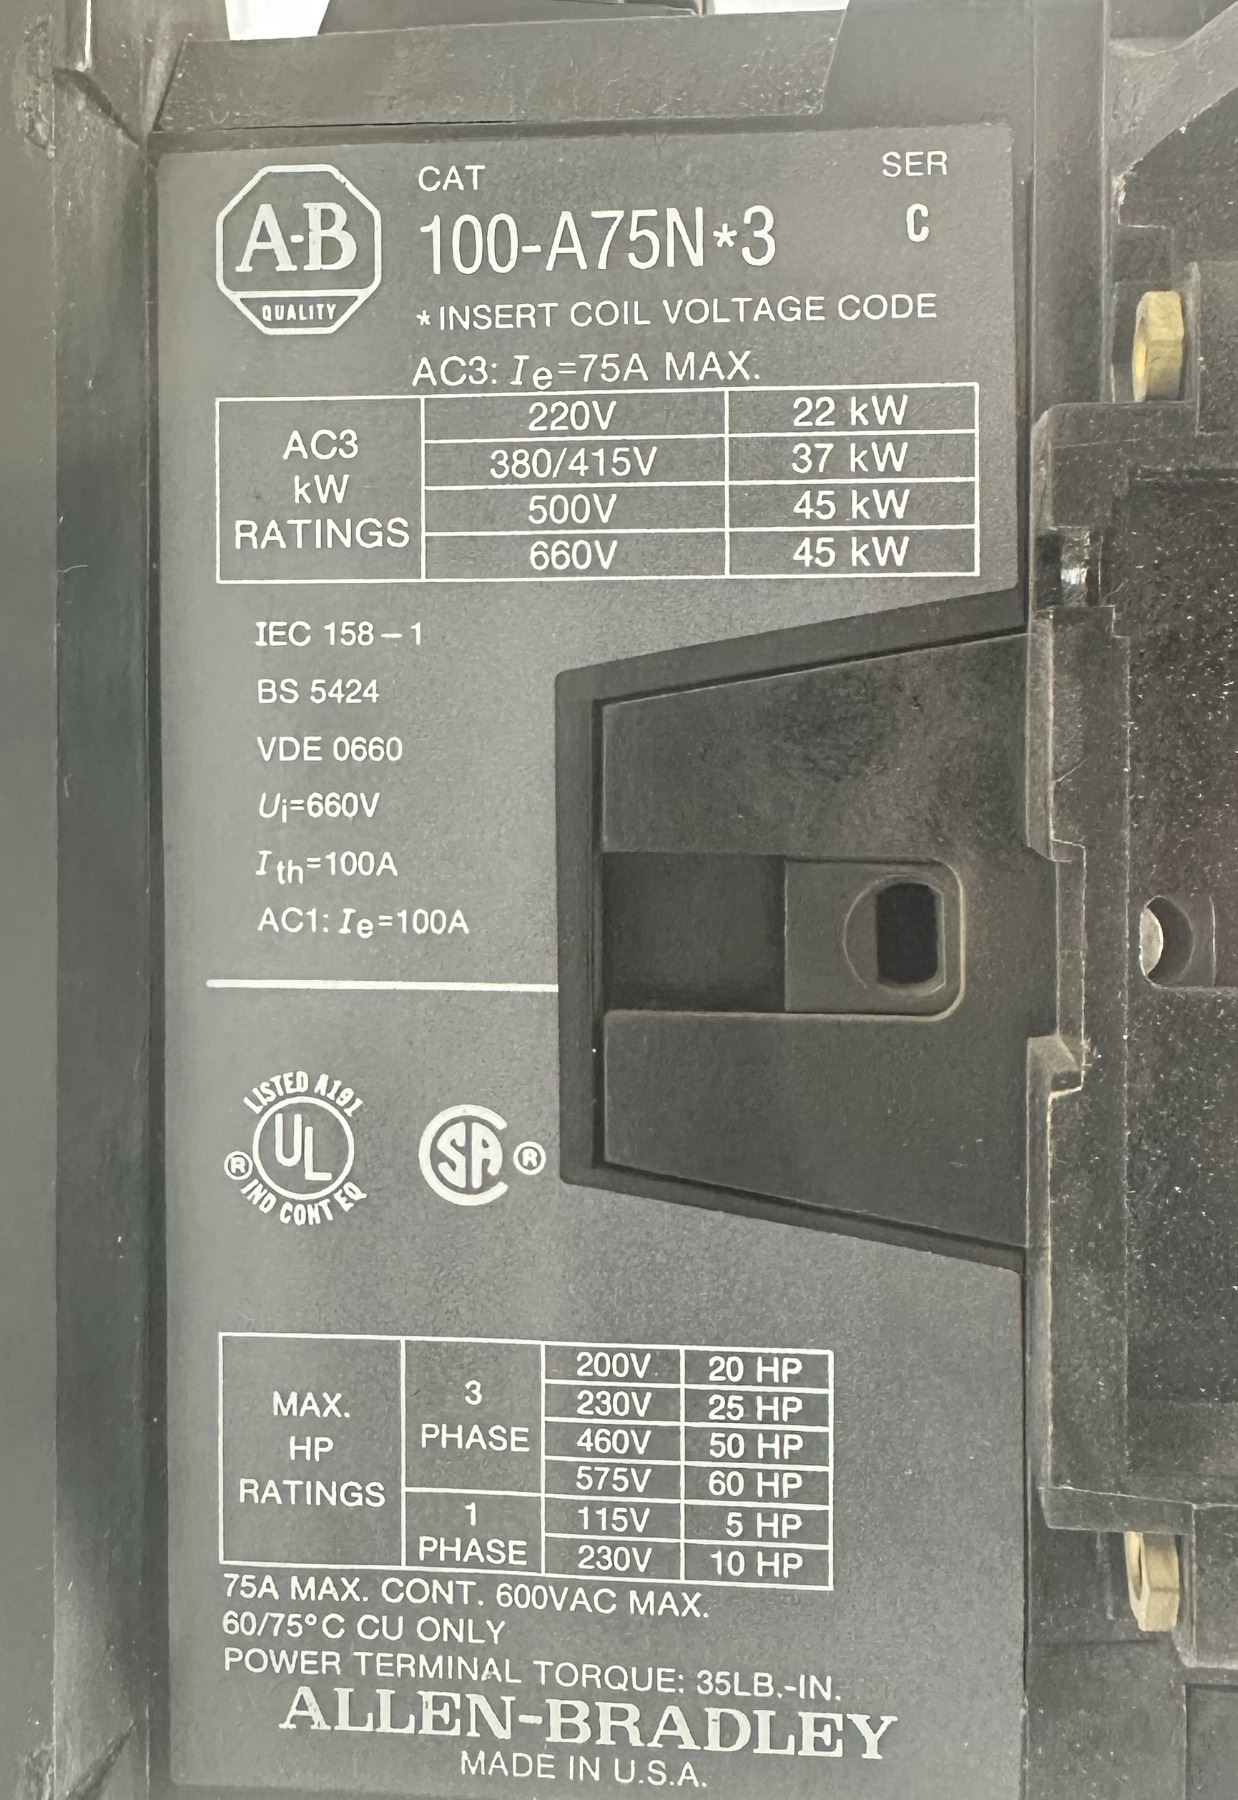 A-B
QUALITY
CAT
SER
100-A75N*3
C
*INSERT COIL VOLTAGE CODE
AC3: Ie=75A MAX.
AC3 kW RATINGS
220V 22 kW
380/415V 37 kW
500V 45 kW
660V 45 kW
IEC 158-1
BS 5424
VDE 0660
Ui=660V
Ith=100A
AC1: Ie=100A
LISTED A191
UL
®
IND CONT EQ
SA ®
MAX. HP RATINGS
3 PHASE
200V 20 HP
230V 25 HP
460V 50 HP
575V 60 HP
1 PHASE
115V 5 HP
230V 10 HP
75A MAX. CONT. 600VAC MAX.
60/75°C CU ONLY
POWER TERMINAL TORQUE: 35LB.-IN.
ALLEN-BRADLEY
MADE IN U.S.A.